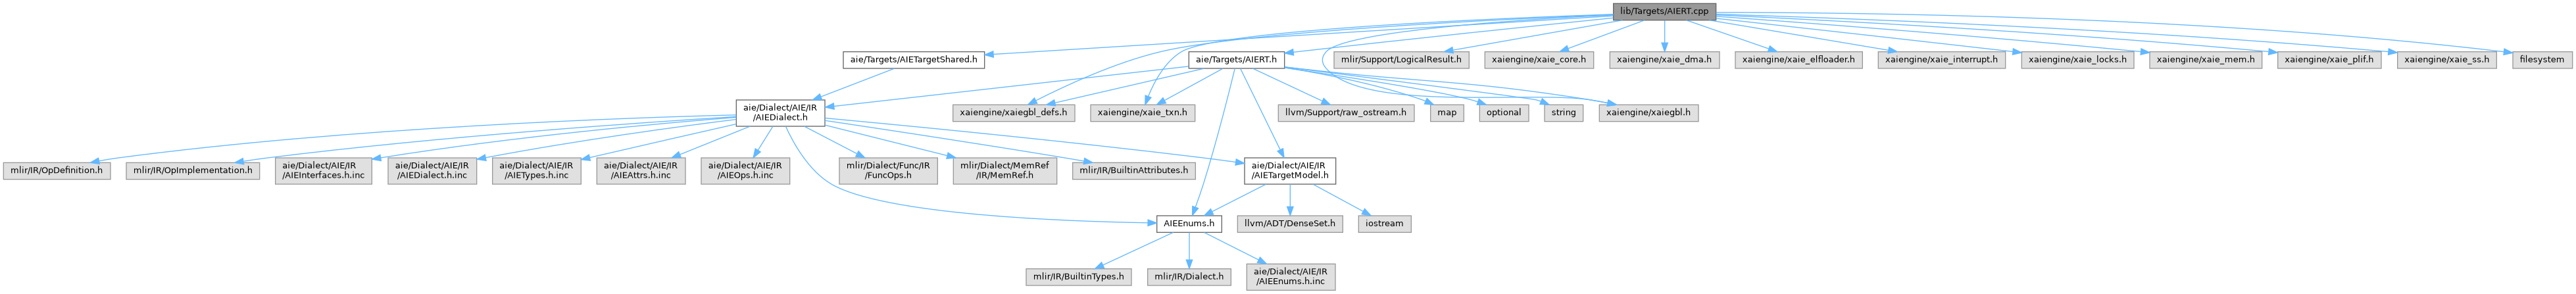 lib/Targets/AIERT.cpp
aie/Targets/AIETargetShared.h
aie/Targets/AIERT.h
mlir/Support/LogicalResult.h
xaiengine/xaie_core.h
xaiengine/xaie_dma.h
xaiengine/xaie_elfloader.h
xaiengine/xaie_interrupt.h
xaiengine/xaie_locks.h
xaiengine/xaie_mem.h
xaiengine/xaie_plif.h
xaiengine/xaie_ss.h
filesystem
aie/Dialect/AIE/IR
/AIEDialect.h
xaiengine/xaiegbl_defs.h
xaiengine/xaie_txn.h
llvm/Support/raw_ostream.h
map
optional
string
xaiengine/xaiegbl.h
mlir/IR/OpDefinition.h
mlir/IR/OpImplementation.h
aie/Dialect/AIE/IR
/AIEInterfaces.h.inc
aie/Dialect/AIE/IR
/AIEDialect.h.inc
aie/Dialect/AIE/IR
/AIETypes.h.inc
aie/Dialect/AIE/IR
/AIEAttrs.h.inc
aie/Dialect/AIE/IR
/AIEOps.h.inc
mlir/Dialect/Func/IR
/FuncOps.h
mlir/Dialect/MemRef
/IR/MemRef.h
mlir/IR/BuiltinAttributes.h
aie/Dialect/AIE/IR
/AIETargetModel.h
AIEEnums.h
llvm/ADT/DenseSet.h
iostream
mlir/IR/BuiltinTypes.h
mlir/IR/Dialect.h
aie/Dialect/AIE/IR
/AIEEnums.h.inc